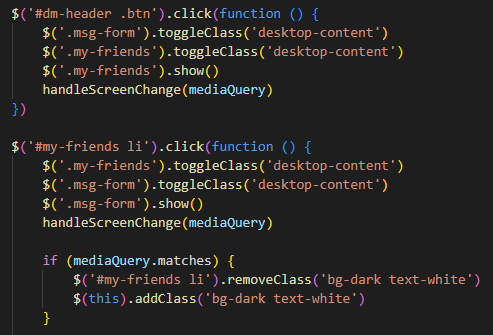 $('#dm-header .btn').click(function () {
    $('.msg-form').toggleClass('desktop-content')
    $('.my-friends').toggleClass('desktop-content')
    $('.my-friends').show()
    handleScreenChange(mediaQuery)
})

$('#my-friends li').click(function () {
    $('.my-friends').toggleClass('desktop-content')
    $('.msg-form').toggleClass('desktop-content')
    $('.msg-form').show()
    handleScreenChange(mediaQuery)

    if (mediaQuery.matches) {
        $('#my-friends li').removeClass('bg-dark text-white')
        $(this).addClass('bg-dark text-white')
    }